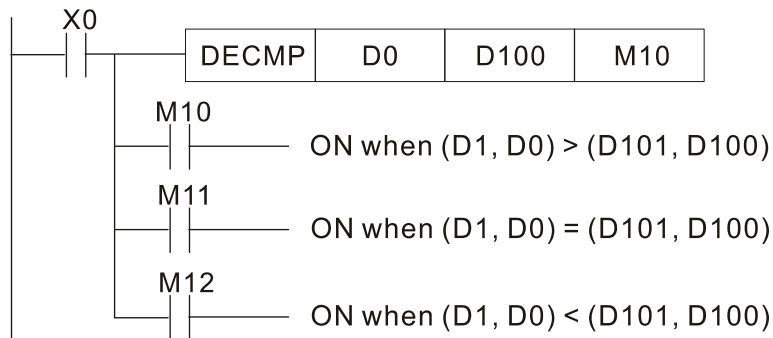 X0
DECMP D0 D100 M10
M10
ON when (D1, D0) > (D101, D100)
M11
ON when (D1, D0) = (D101, D100)
M12
ON when (D1, D0) < (D101, D100)